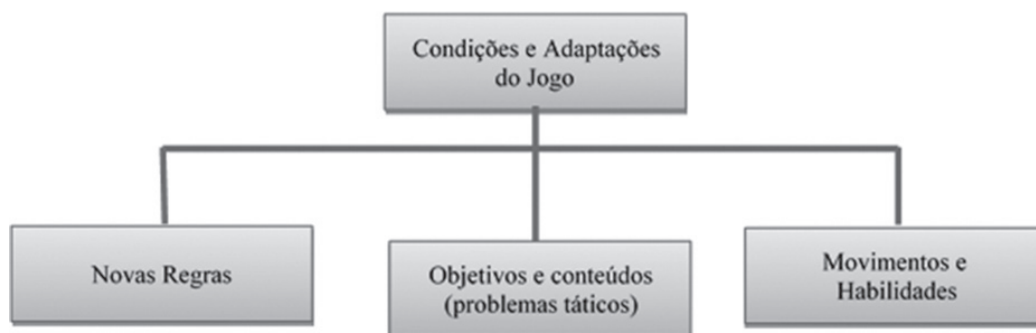 Condições e Adaptações
do Jogo
Novas Regras
Objetivos e conteúdos
(problemas táticos)
Movimentos e
Habilidades